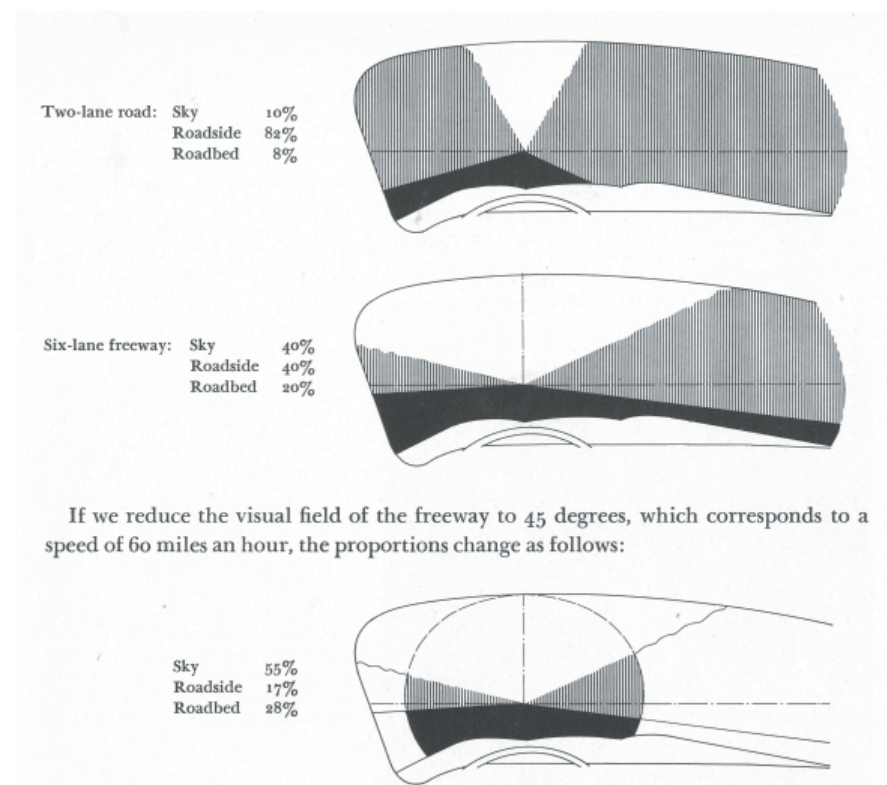 Two-lane road: Sky 10%
Roadside 82%
Roadbed 8%
Six-lane freeway: Sky 40%
Roadside 40%
Roadbed 20%
If we reduce the visual field of the freeway to 45 degrees, which corresponds to a
speed of 60 miles an hour, the proportions change as follows:
Sky 55%
Roadside 17%
Roadbed 28%